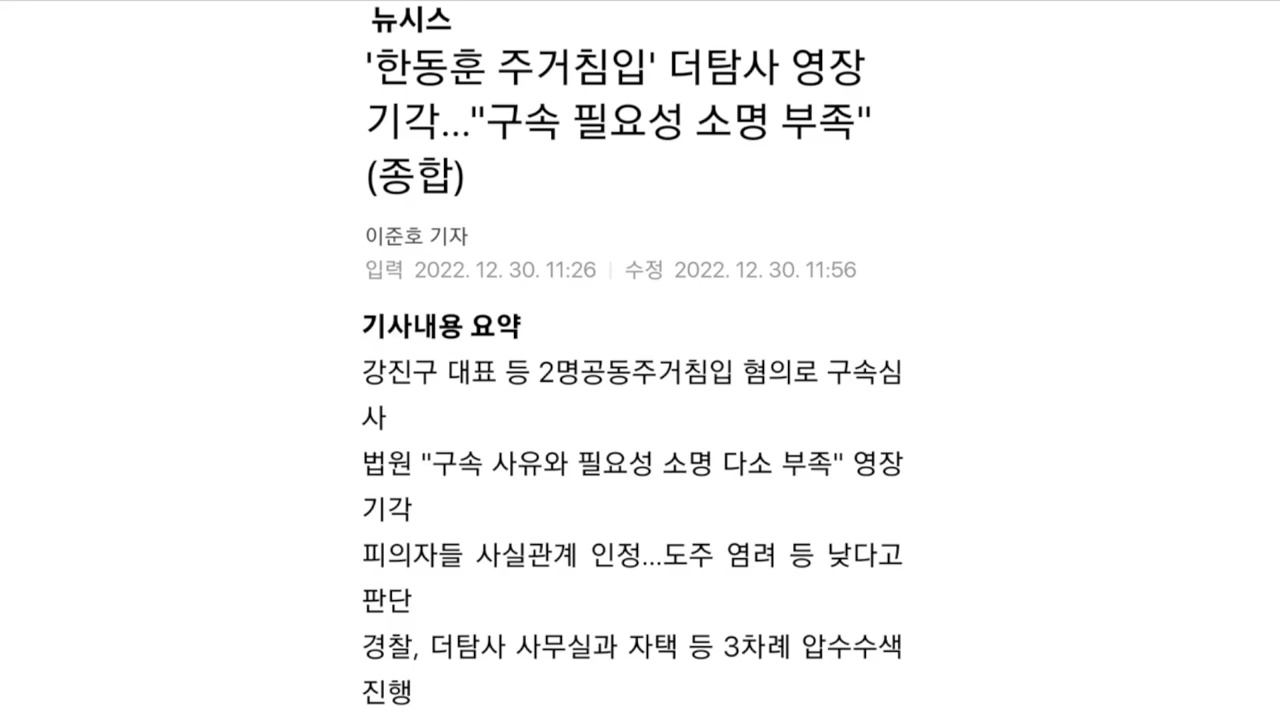 뉴시스
'한동훈 주거침입' 더탐사 영장
기각..."구속 필요성 소명 부족"
(종합)
이준호 기자
입력 2022. 12. 30. 11:26 | 수정 2022. 12. 30. 11:56
기사내용 요약
강진구 대표 등 2명공동주거침입 혐의로 구속심
사
법원 "구속 사유와 필요성 소명 다소 부족" 영장
기각
피의자들 사실관계 인정...도주 염려 등 낮다고
판단
경찰, 더탐사 사무실과 자택 등 3차례 압수수색
진행